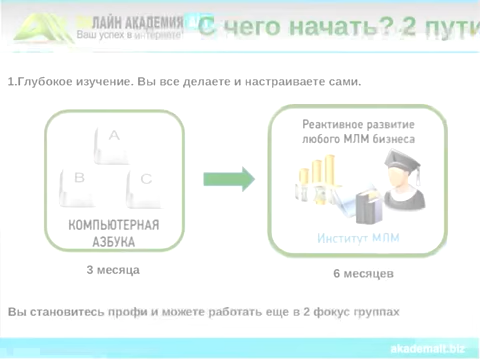 ЛАЙН АКАДЕМИЯ
Ваш успех в интернете!
С чего начать? 2 пути
1.Глубокое изучение. Вы все делаете и настраиваете сами.
A
B
C
КОМПЬЮТЕРНАЯ
АЗБУКА
Реактивное развитие
любого МЛМ бизнеса
Институт МЛМ
3 месяца
6 месяцев
Вы становитесь профи и можете работать еще в 2 фокус группах
akademait.biz